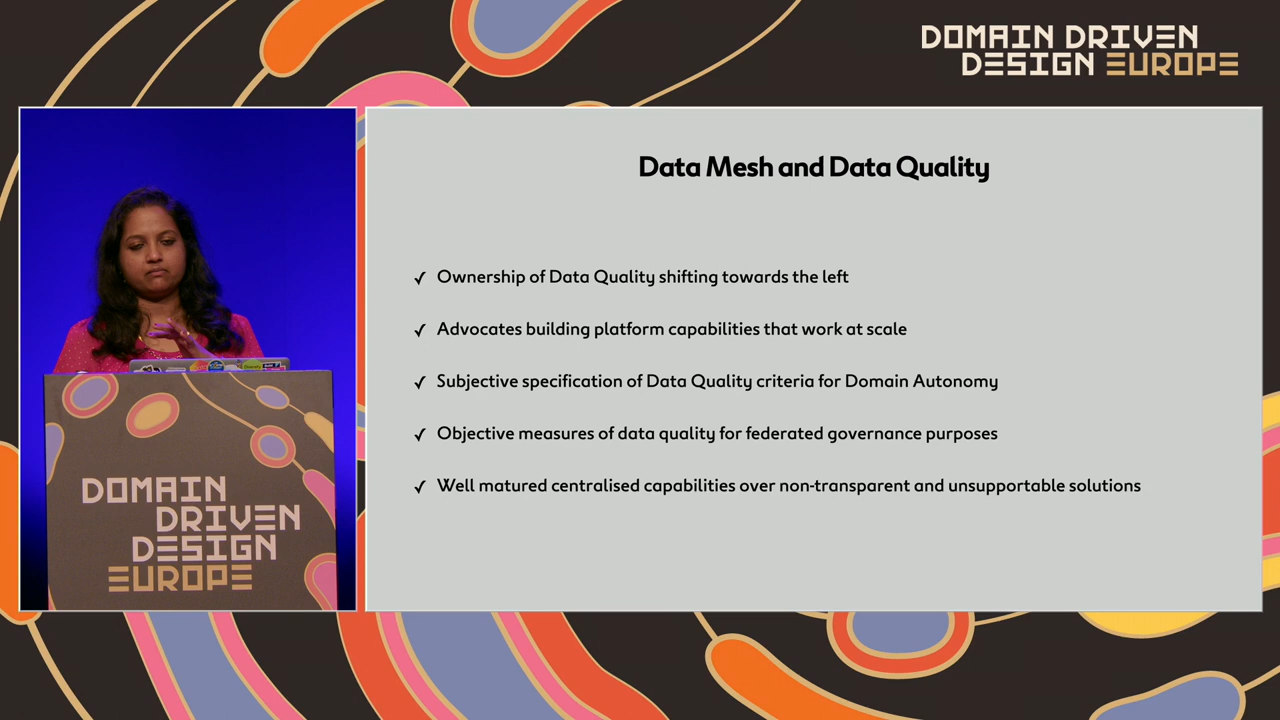 DOMAIN DRIVEN
DESIGN EUROPE
Data Mesh and Data Quality
✓ Ownership of Data Quality shifting towards the left
✓ Advocates building platform capabilities that work at scale
✓ Subjective specification of Data Quality criteria for Domain Autonomy
✓ Objective measures of data quality for federated governance purposes
✓ Well matured centralised capabilities over non-transparent and unsupportable solutions
DOMAIN
DRIVEN
DESIGN
EUROPE